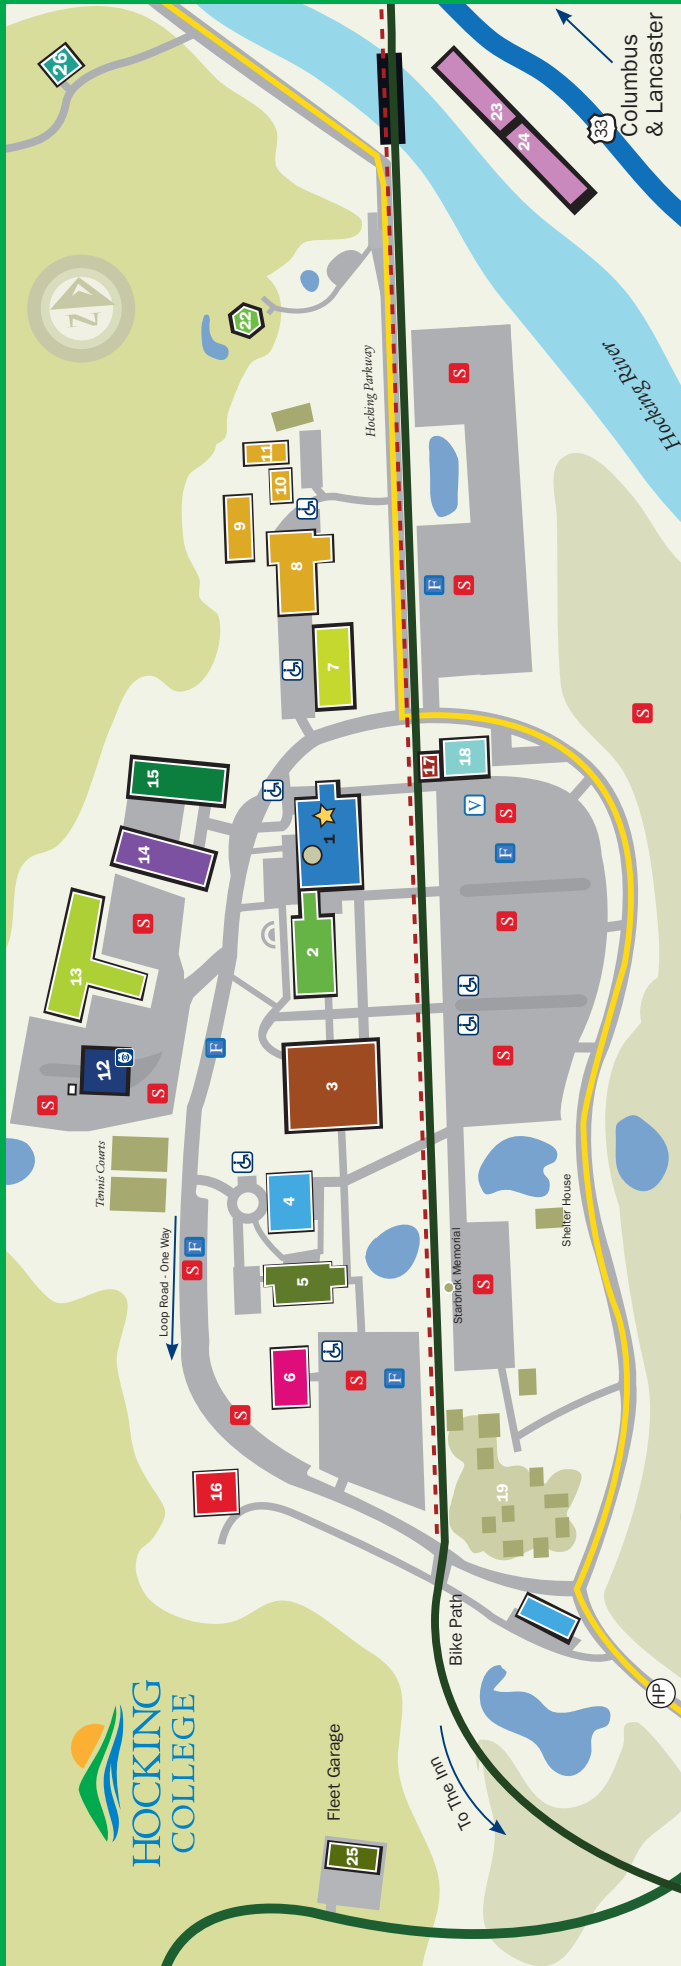 HOCKING
COLLEGE
Fleet Garage
25
To The Inn
Bike Path
HP
16
6
S
S
F
19
Loop Road - One Way
S
F
5
4
Starbrick Memorial
S
Shelter House
Tennis Courts
S
S
12
F
3
S
13
S
2
S
14
15
1
F
V
S
17
18
S
7
8
9
10
11
F
S
S
Hocking Parkway
22
N
Hocking River
26
23
24
33
Columbus
& Lancaster